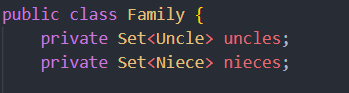 public class Family {
    private Set<Uncle> uncles;
    private Set<Niece> nieces;